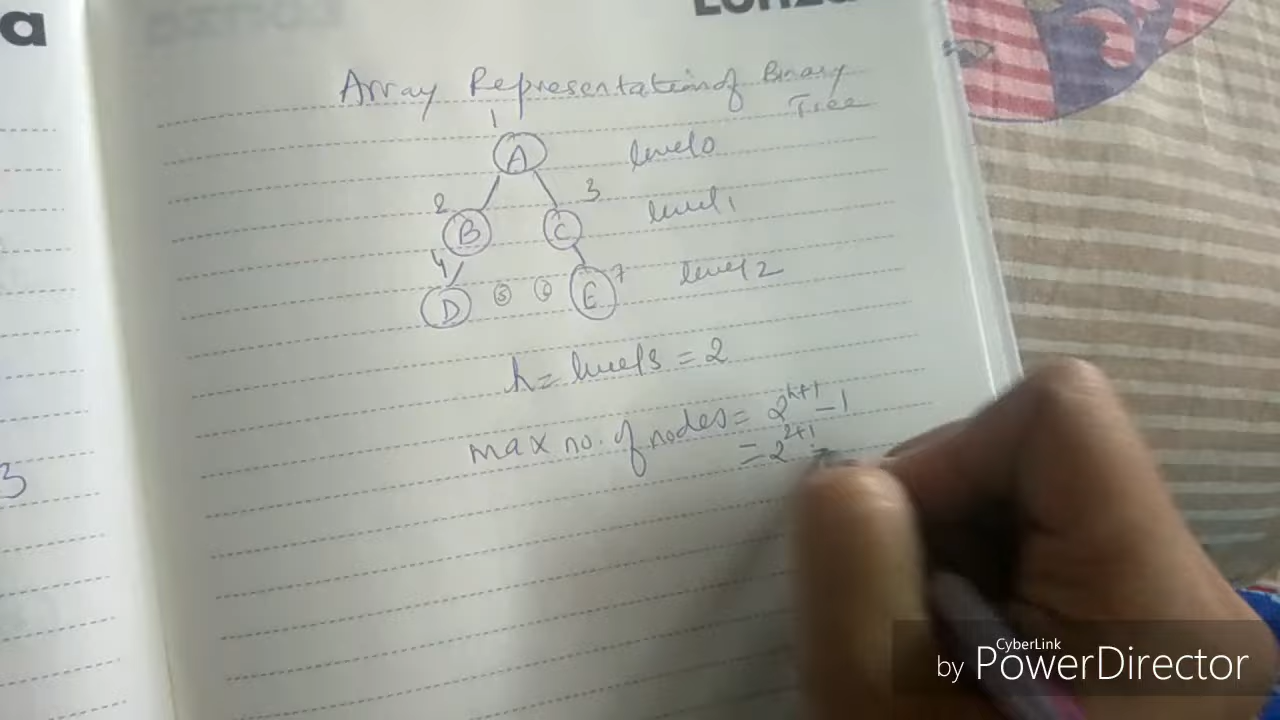 a
Array Representation of Binary
Tree
1
A
level 0
2
3
B
C
level 1
4
7
D
5
6
E
level 2
h = levels = 2
max no. of nodes = 2^h+1 - 1
= 2^2+1
3
CyberLink
by PowerDirector